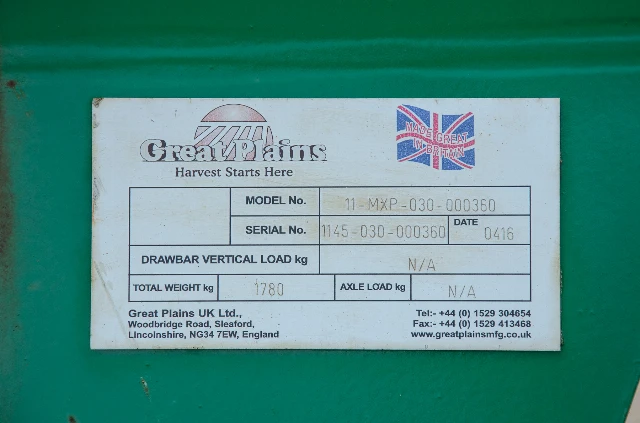 Great Plains
Harvest Starts Here
MADE GREAT
IN BRITAIN
MODEL No. 11-MXP-030-000360
SERIAL No. 1145-030-000360 DATE 0416
DRAWBAR VERTICAL LOAD kg N/A
TOTAL WEIGHT kg 1780 AXLE LOAD kg N/A
Great Plains UK Ltd.,
Woodbridge Road, Sleaford,
Lincolnshire, NG34 7EW, England
Tel:- +44 (0) 1529 304654
Fax:- +44 (0) 1529 413468
www.greatplainsmfg.co.uk